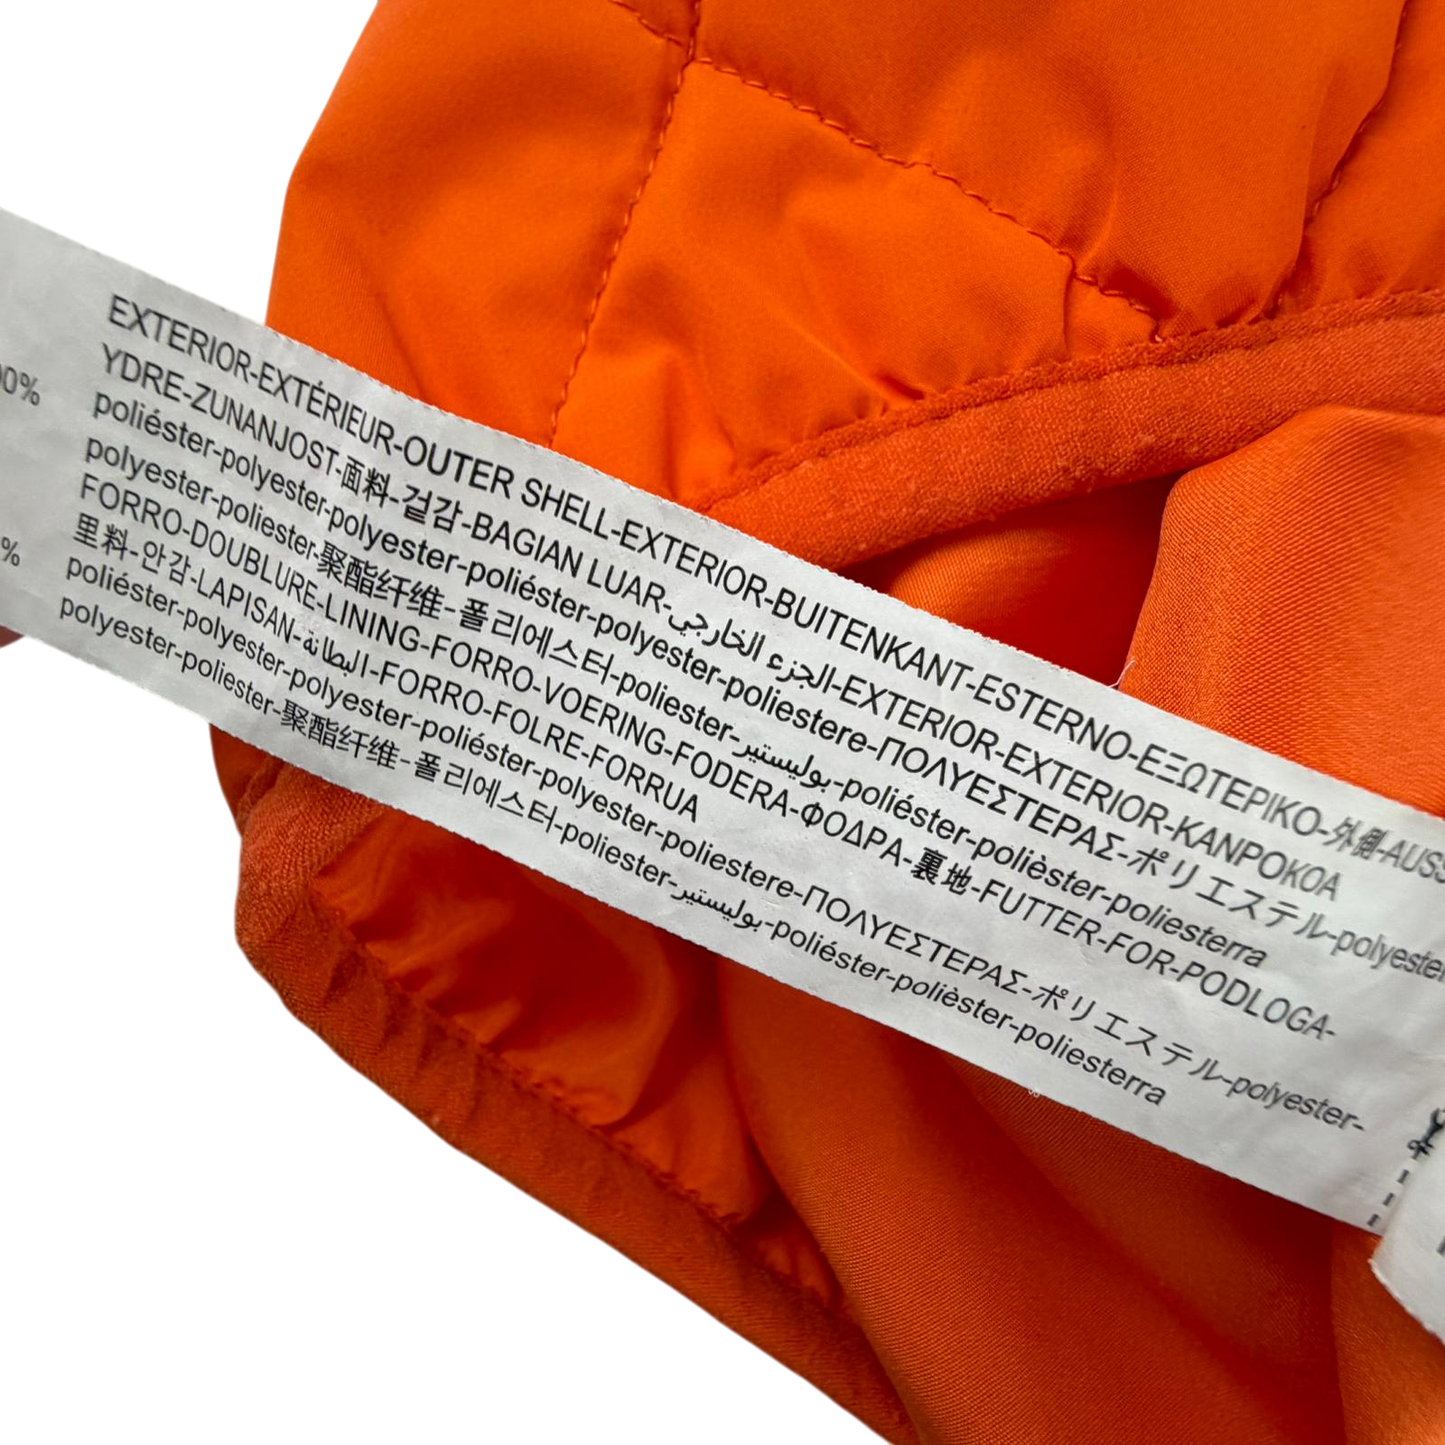 00%
%
EXTERIOR-EXTÉRIEUR-OUTER SHELL-EXTERIOR-BUITENKANT-ESTERNO-ΕΞΩΤΕΡΙΚΟ-外側-AUSS
YDRE-ZUNANJOST-面料-겉감-BAGIAN LUAR-الجزء الخارجي-EXTERIOR-EXTERIOR-KANPOKOA
poliéster-polyester-polyester-poliéster-polyester-poliestere-ΠΟΛΥΕΣΤΕΡΑΣ-ポリエステル-polyester
polyester-poliester-聚酯纤维-폴리에스터-poliester-بوليستير-poliéster-polièster-poliesterra
FORRO-DOUBLURE-LINING-FORRO-VOERING-FODERA-ΦΟΔΡΑ-裏地-FUTTER-FOR-PODLOGA-
里料-안감-LAPISAN-البطانة-FORRO-FOLRE-FORRUA
poliéster-polyester-polyester-poliéster-polyester-poliestere-ΠΟΛΥΕΣΤΕΡΑΣ-ポリエステル-polyester-
polyester-poliester-聚酯纤维-폴리에스터-poliester-بوليستير-poliéster-polièster-poliesterra